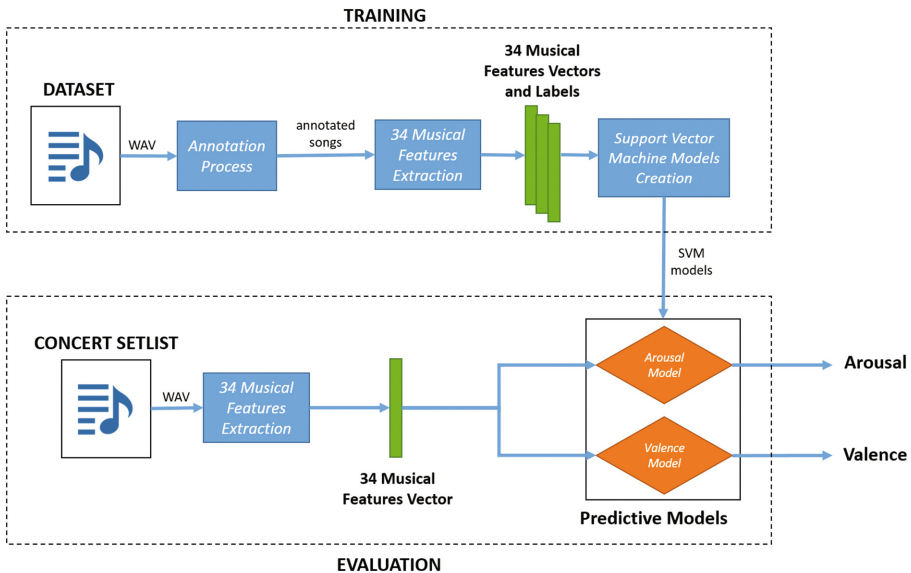 TRAINING
DATASET
WAV
Annotation
Process
annotated
songs
34 Musical
Features
Extraction
34 Musical
Features Vectors
and Labels
Support Vector
Machine Models
Creation
SVM
models
CONCERT SETLIST
WAV
34 Musical
Features
Extraction
34 Musical
Features Vector
Arousal
Model
Valence
Model
Predictive Models
Arousal
Valence
EVALUATION